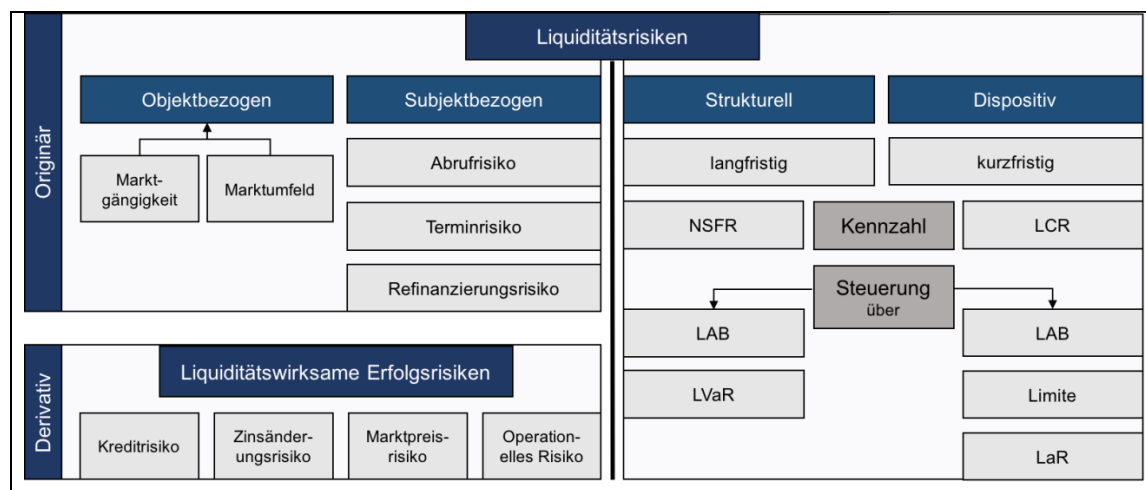 Liquiditätsrisiken
Originär
Objektbezogen
Markt-
gängigkeit
Marktumfeld
Subjektbezogen
Abrufrisiko
Terminrisiko
Refinanzierungsrisiko
Derivativ
Liquiditätswirksame Erfolgsrisiken
Kreditrisiko
Zinsänder-
ungsrisiko
Marktpreis-
risiko
Operation-
elles Risiko
Strukturell
Dispositiv
langfristig
kurzfristig
NSFR
Kennzahl
LCR
Steuerung
über
LAB
LAB
LVaR
Limite
LaR